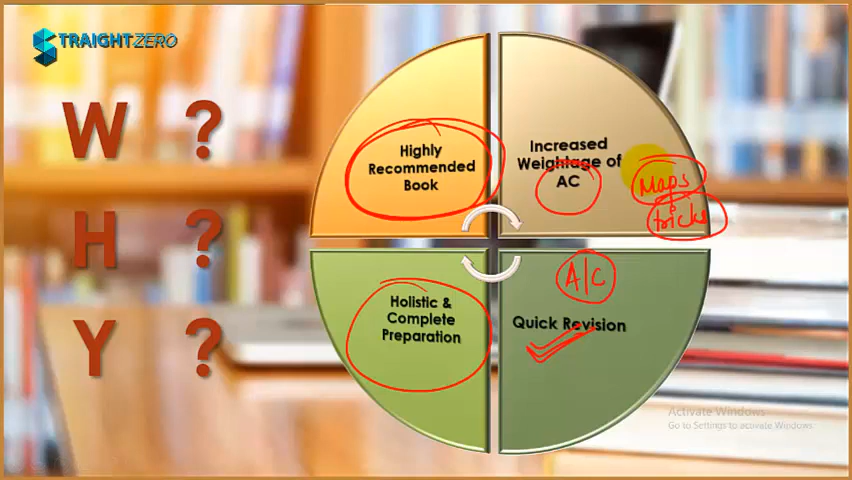 STRAIGHTZERO
W ?
H ?
Y ?
Highly
Recommended
Book
Increased
Weightage of
AC
Maps
tricks
Holistic &
Complete
Preparation
A/C
Quick Revision
Activate Windows
Go to Settings to activate Windows.